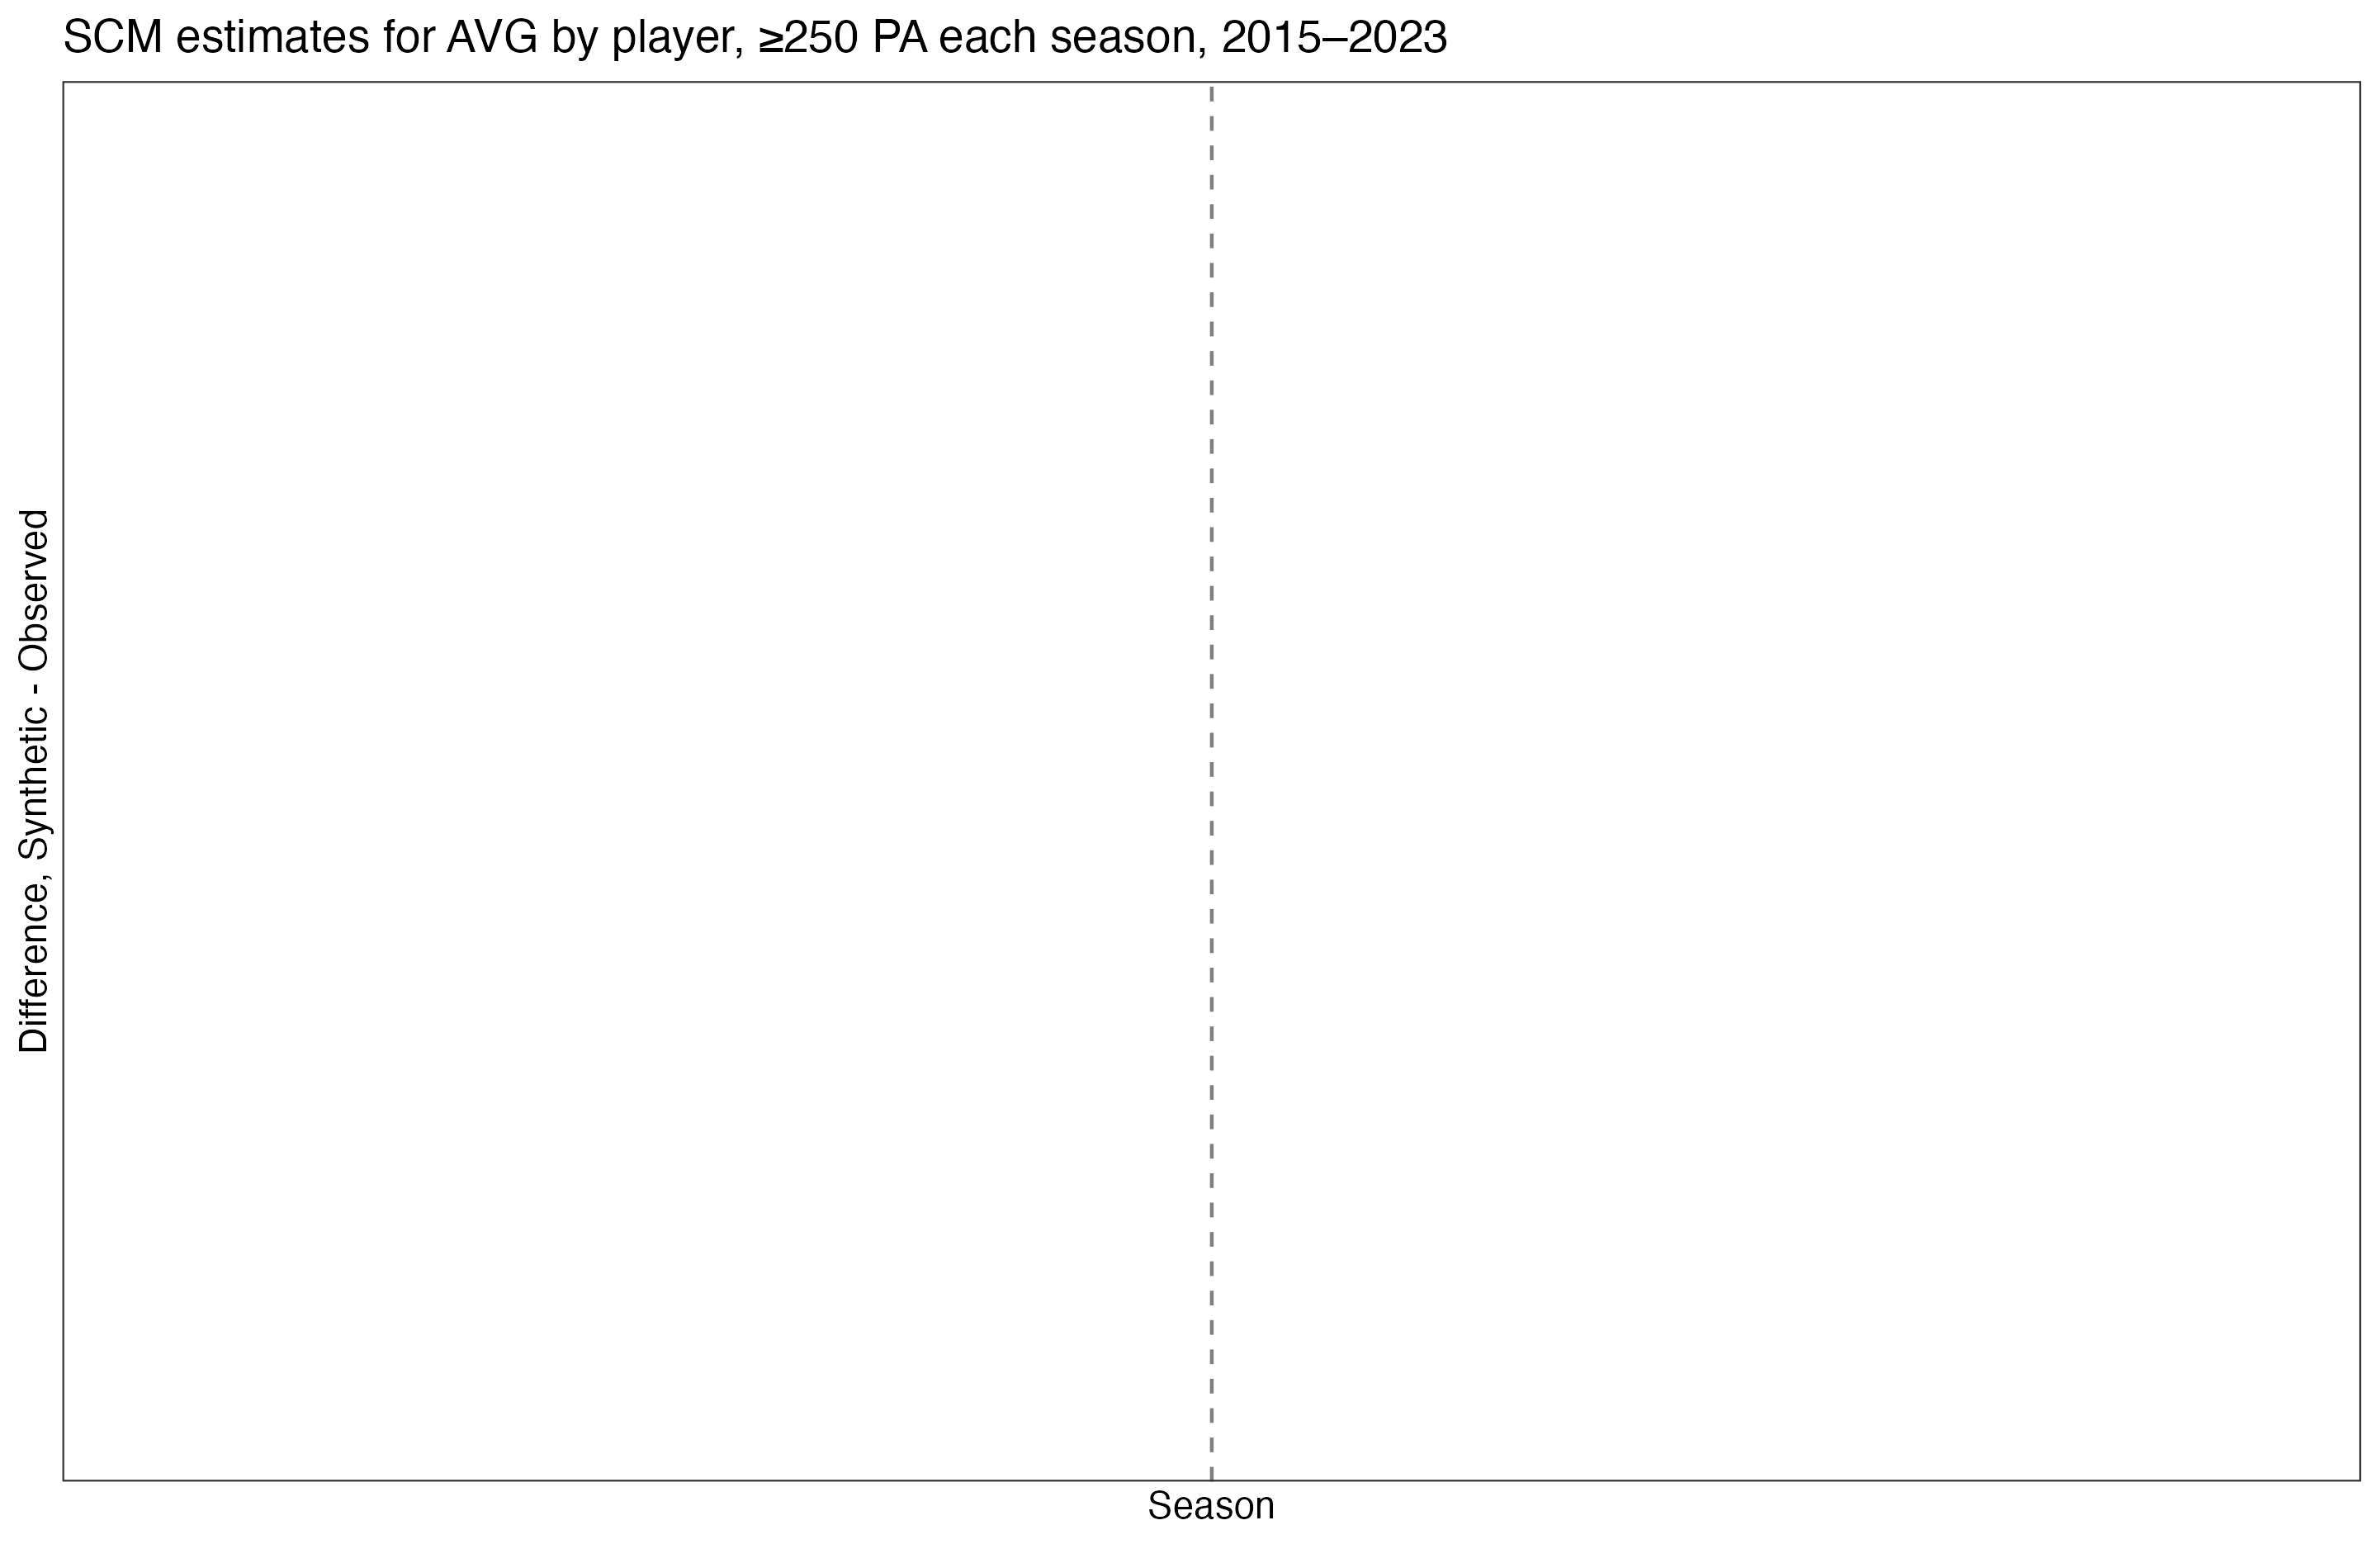 SCM estimates for AVG by player, ≥250 PA each season, 2015–2023
Difference, Synthetic - Observed
Season